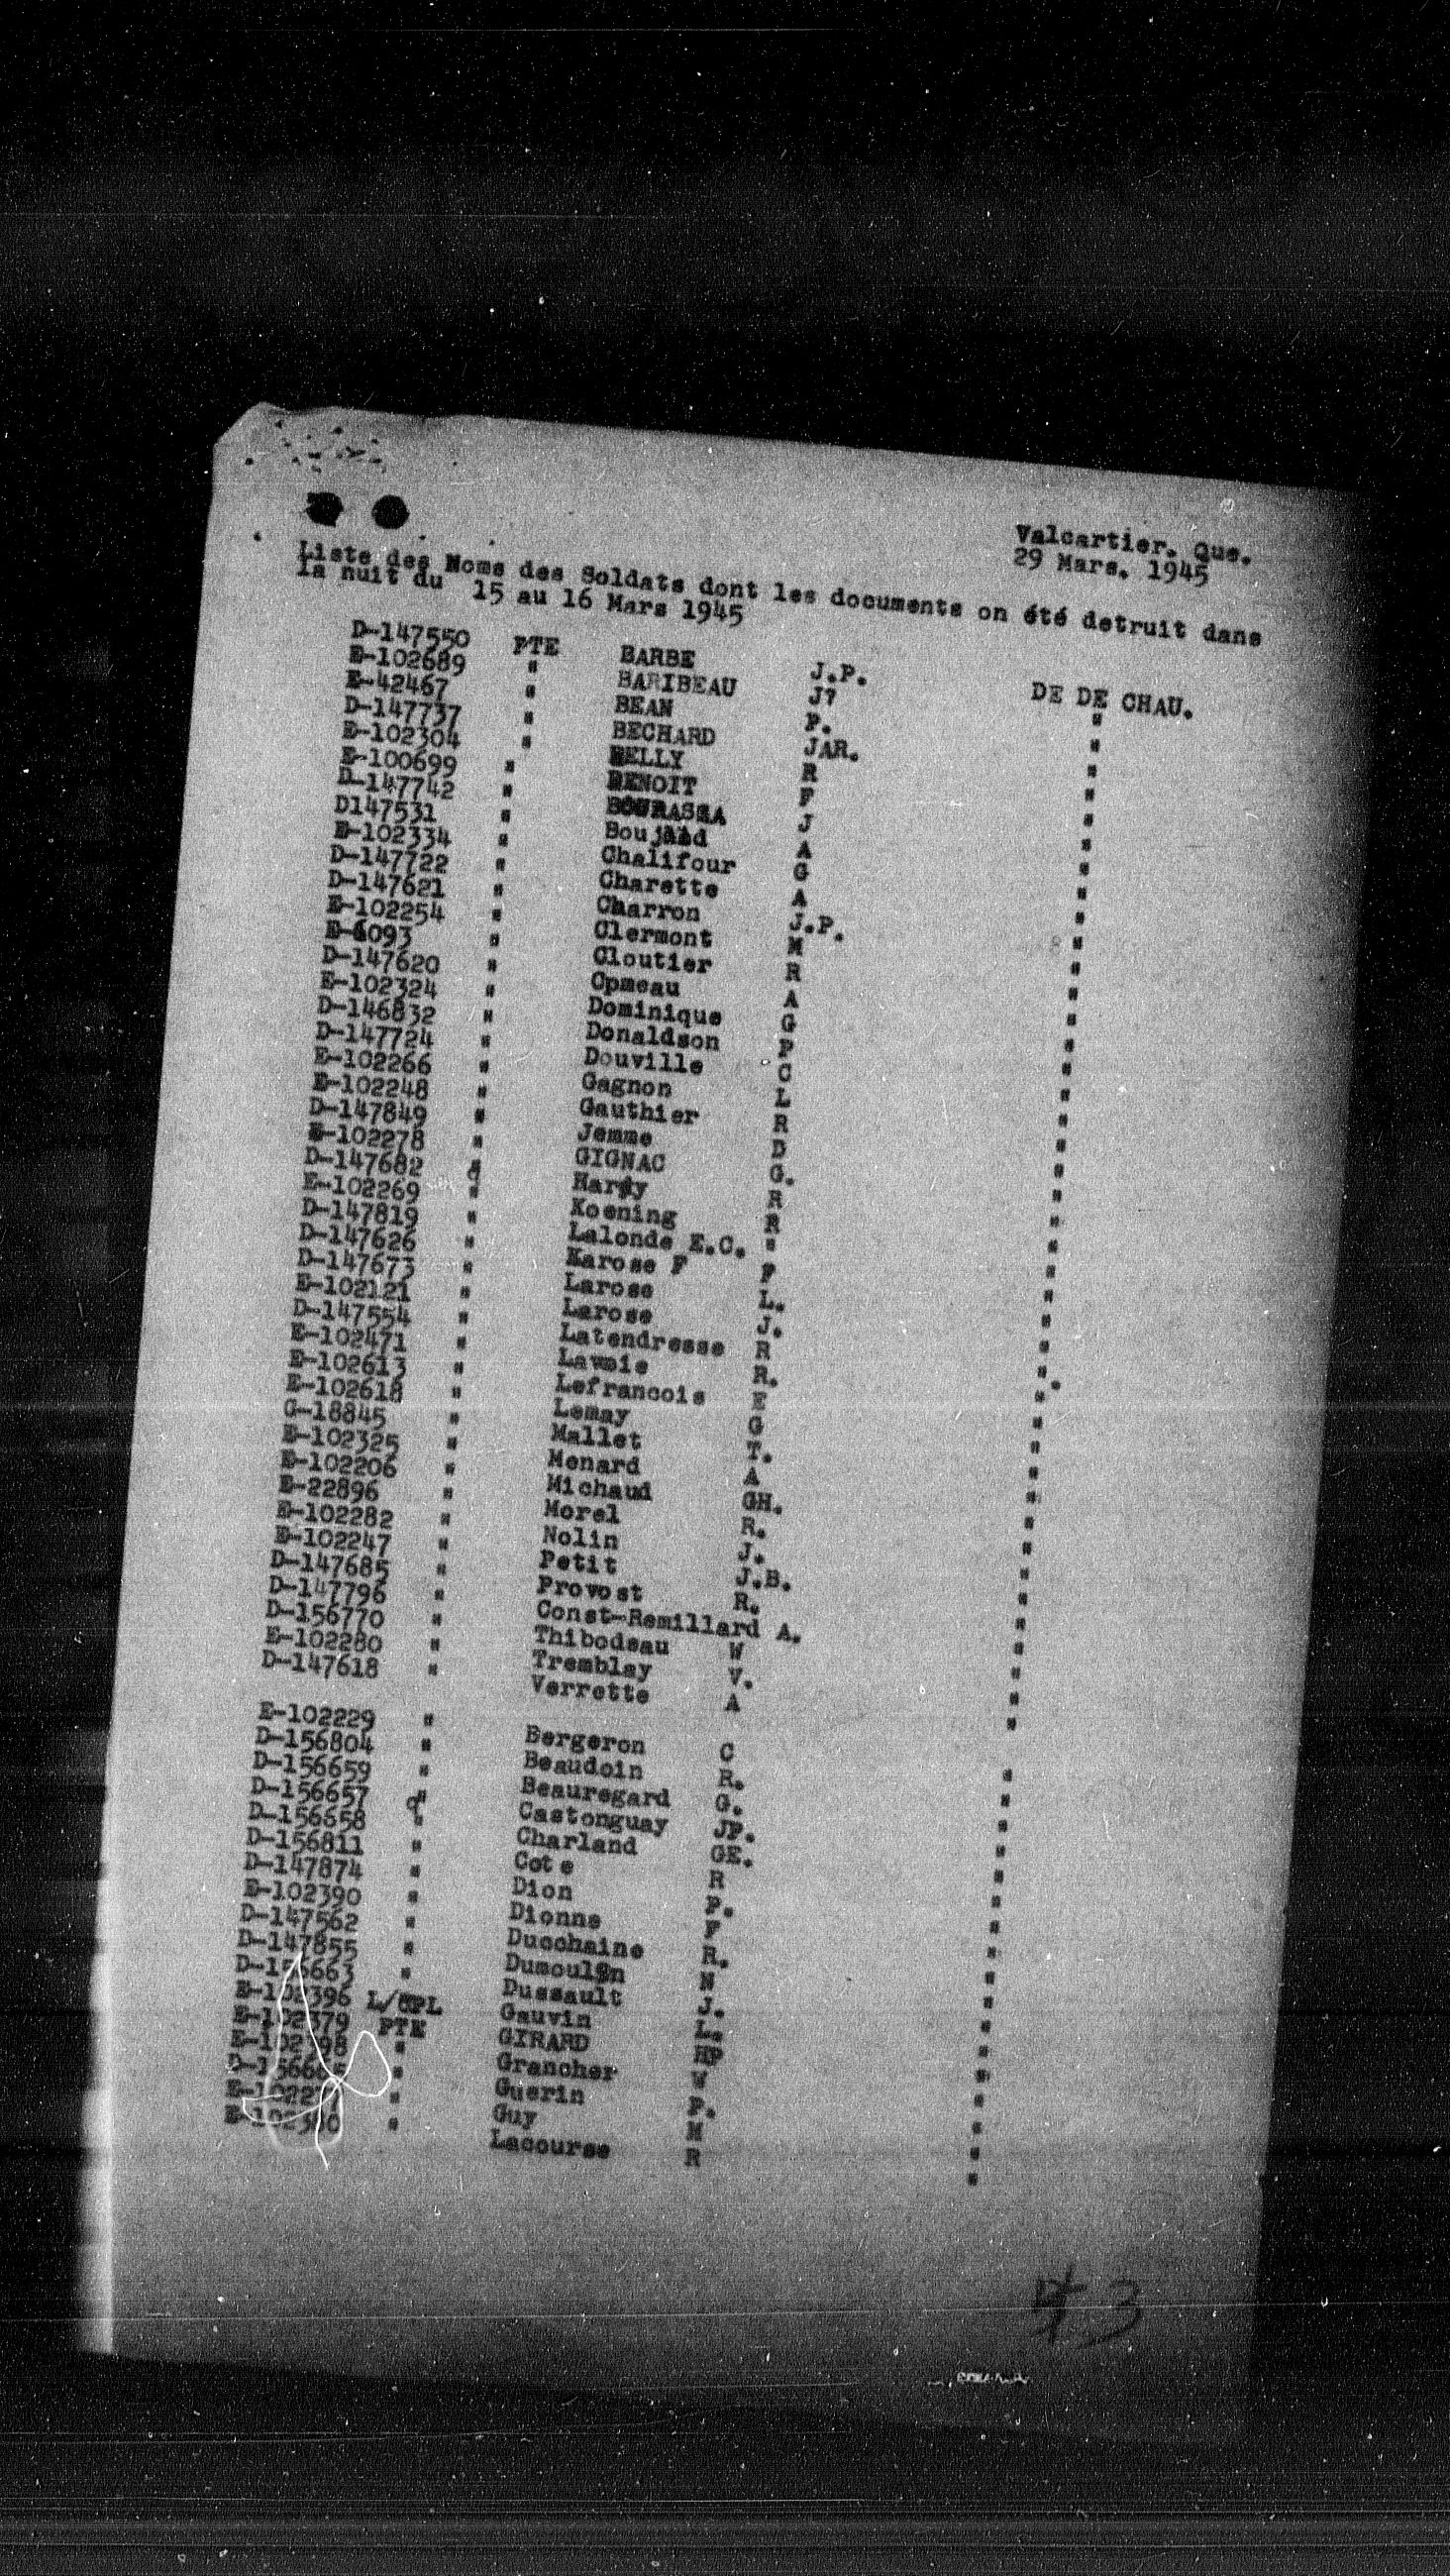 Valcartier. Que.
29 Mars. 1945
Liste des Noms des Soldats dont les documents on été detruit dans
la nuit du 15 au 16 Mars 1945
D-147550 PTE BARBE J.P. DE DE CHAU.
E-102689 " BARIBEAU J? "
E-42467 " BEAN P. "
D-147737 " BECHARD JAR. "
E-102304 " BELLY R "
E-100699 " BENOIT F "
D-147742 " BOURASSA J "
D147531 " A "
E-102334 " Chalifour G "
D-147722 " Charette A "
D-147621 " Charron J.P. "
E-102254 " Clermont M "
E-6093 " Cloutier R "
D-147620 " Cpmeau A "
E-102324 " Dominique G "
D-146832 " Donaldson P "
D-147724 " Douville C "
E-102266 " Gagnon L "
E-102248 " Gauthier R "
D-147849 " Jemme D "
E-102278 " GIGNAC G. "
D-147682 " Hardy R "
E-102269 " Koening R "
D-147819 " Lalonde E.C. " "
D-147626 " Karose F F "
D-147673 " Larose L. "
E-102121 " Larose J. "
D-147554 " Latendresse R "
E-102471 " Lavoie R. ".
E-102613 " Lefrancois E "
E-102618 " Lemay G "
G-18845 " Mallet T. "
E-102325 " Menard A "
E-102206 " Michaud GH. "
E-22896 " Morel R. "
E-102282 " Nolin J. "
E-102247 " Petit J.B. "
D-147685 " Provost R. "
D-147796 " Const-Remillard A. "
D-156770 " Thibodeau W "
E-102280 " Tremblay V. "
D-147618 " Verrette A "
E-102229 " Bergeron C "
D-156804 " Beaudoin R. "
D-156659 " Beauregard G. "
D-156657 " Castonguay JP. "
D-156658 " Charland GE. "
D-156811 " Cote R "
D-147874 " Dion P. "
E-102390 " Dionne F "
D-147562 " Ducchaine R. "
D-147855 " Dumoulin N "
D-156663 " Dussault J. "
E-102396 L/CPL Gauvin L. "
PTE GIRARD HP "
" Grancher W "
" Guerin P. "
" Guy M "
" Lacourse R "
43